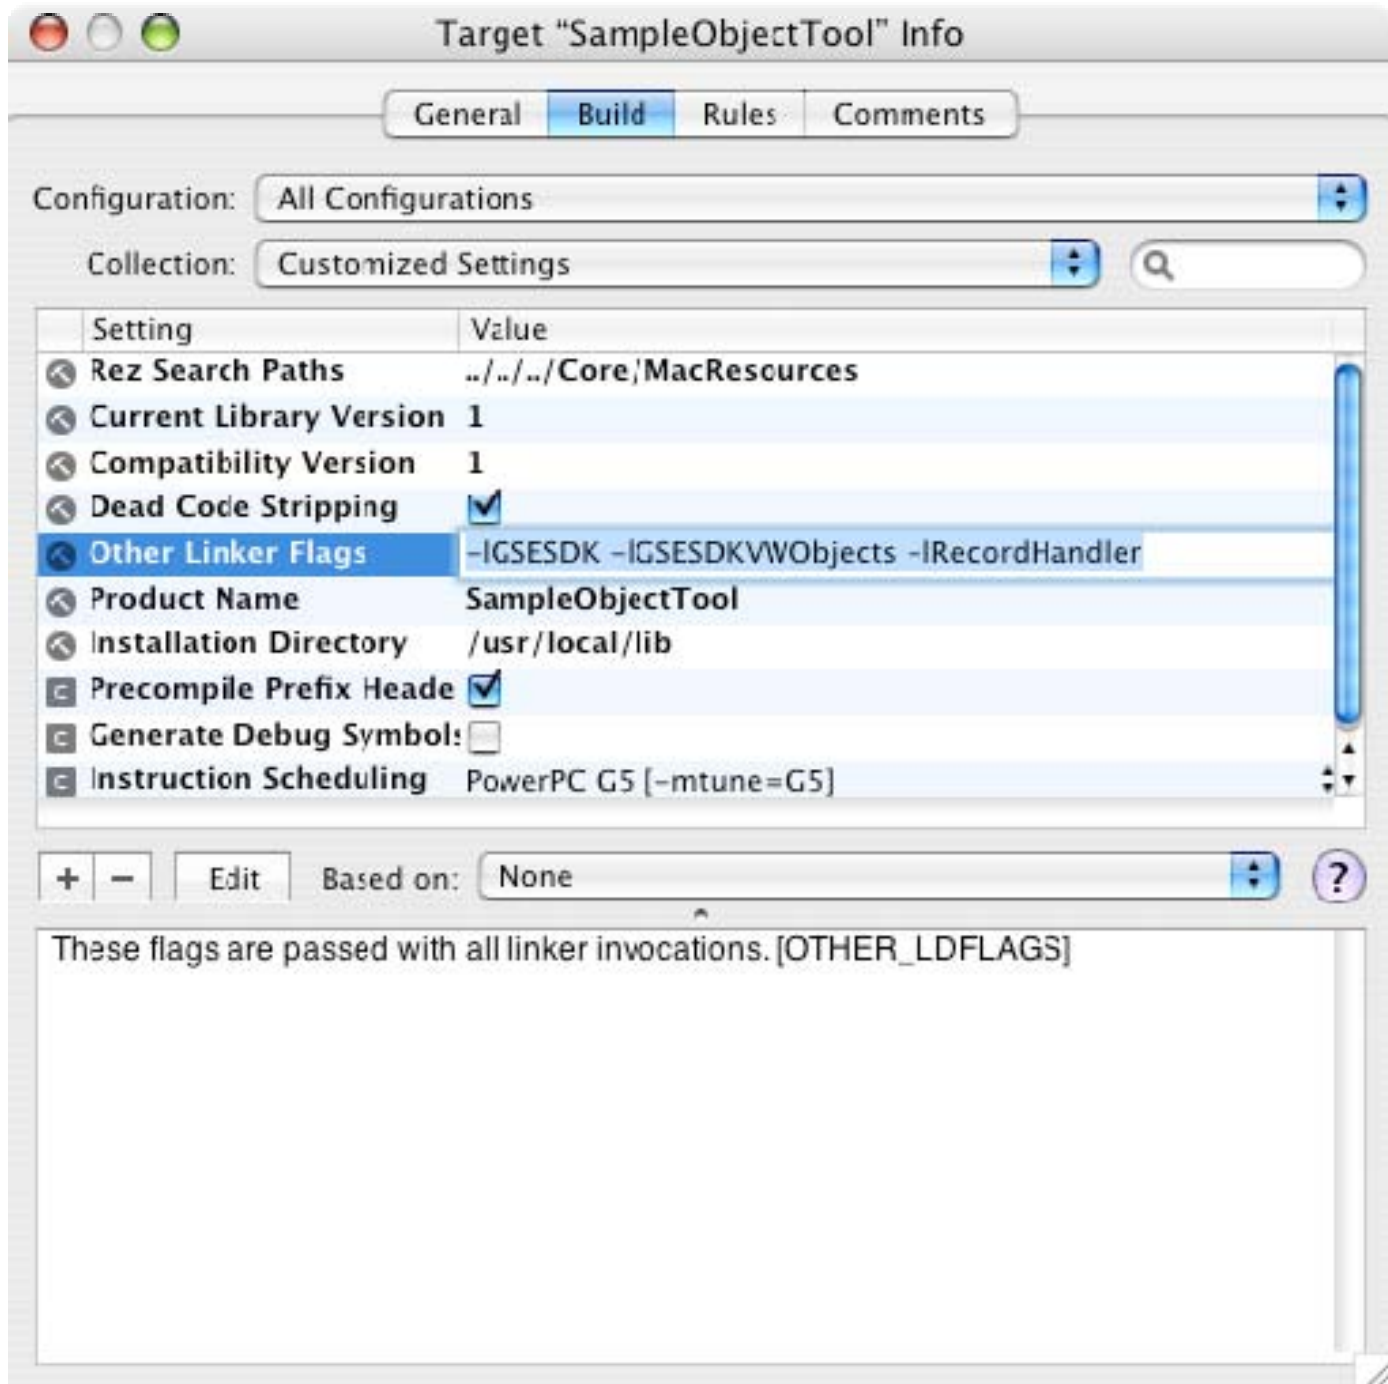 Target “SampleObjectTool” Info
General Build Rules Comments
Configuration: All Configurations
Collection: Customized Settings
Setting Value
Rez Search Paths ../../../Core/MacResources
Current Library Version 1
Compatibility Version 1
Dead Code Stripping
Other Linker Flags -lGSESDK -lGSESDKVWObjects -lRecordHandler
Product Name SampleObjectTool
Installation Directory /usr/local/lib
Precompile Prefix Heade
Generate Debug Symbols
Instruction Scheduling PowerPC G5 [-mtune=G5]
+ - Edit Based on: None ?
These flags are passed with all linker invocations. [OTHER_LDFLAGS]